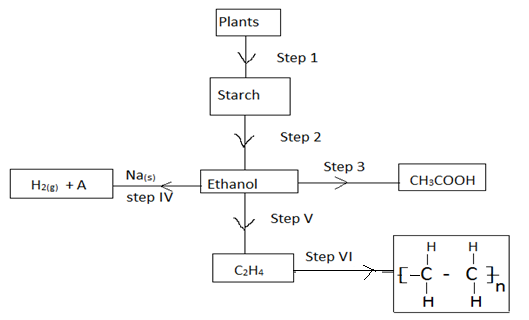 Plants
Step 1
Starch
Step 2
Ethanol
Step 3
CH3COOH
Na(s)
step IV
H2(g) + A
Step V
C2H4
Step VI
H H
[-C - C-]n
H H